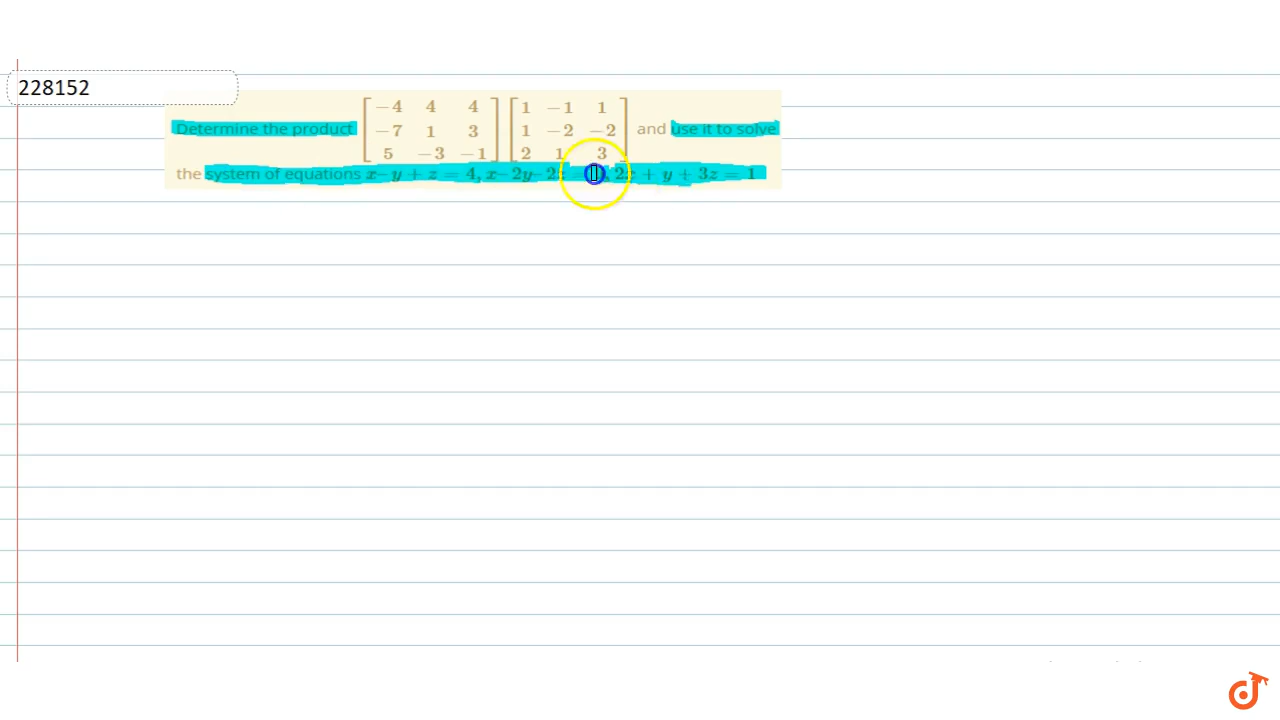 228152
Determine the product [−4 4 4; −7 1 3; 5 −3 −1] [1 −1 1; 1 −2 −2; 2 1 3] and use it to solve
the system of equations x− y + z = 4, x− 2y− 2z = , 2x + y + 3z = 1